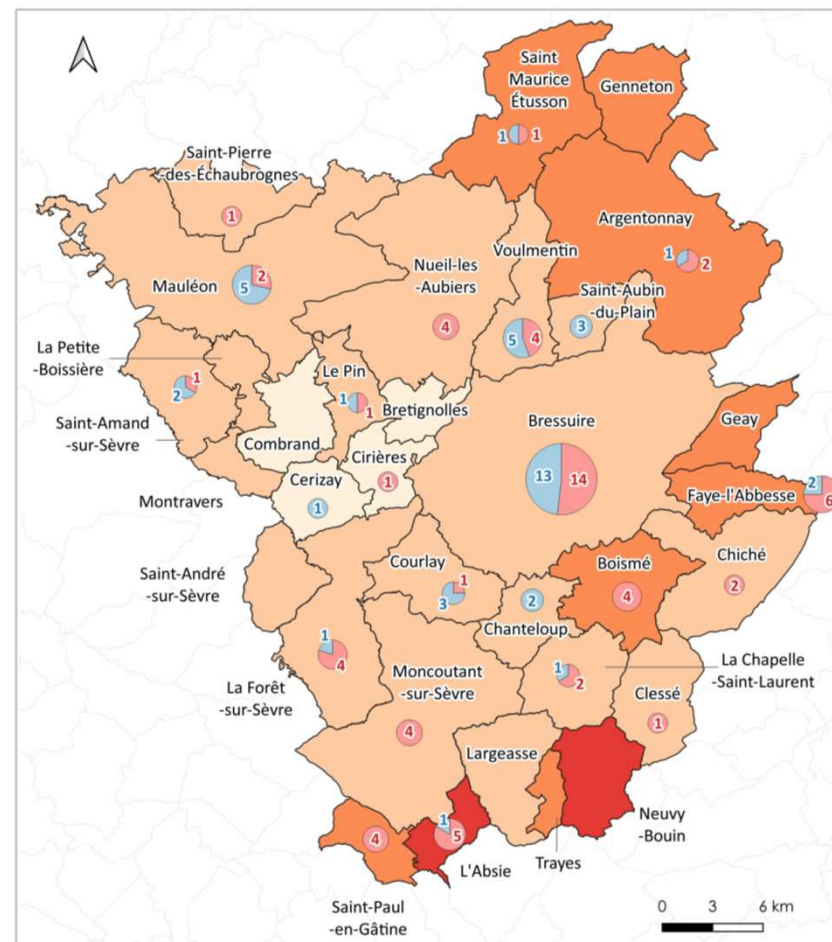 Saint
Maurice
Étusson
1 1
Genneton
Saint-Pierre
-des-Échaubrognes
1
Argentonnay
1 2
Voulmentin
Nueil-les
-Aubiers
4
Mauléon
5 2
Saint-Aubin
-du-Plain
3
5 4
La Petite
-Boissière
2 1
Le Pin
1 1
Bretignolles
Saint-Amand
-sur-Sèvre
Combrand
Cirières
1
Bressuire
13 14
Geay
Cerizay
1
Faye-l'Abbesse
2
6
Montravers
Saint-André
-sur-Sèvre
Courlay
3 1
Boismé
4
Chiché
2
2
Chanteloup
1
4
La Forêt
-sur-Sèvre
Moncoutant
-sur-Sèvre
4
1 2
La Chapelle
-Saint-Laurent
Clessé
1
Largeasse
Neuvy
-Bouin
4
1
5
L'Absie
Trayes
Saint-Paul
-en-Gâtine
0 3 6 km